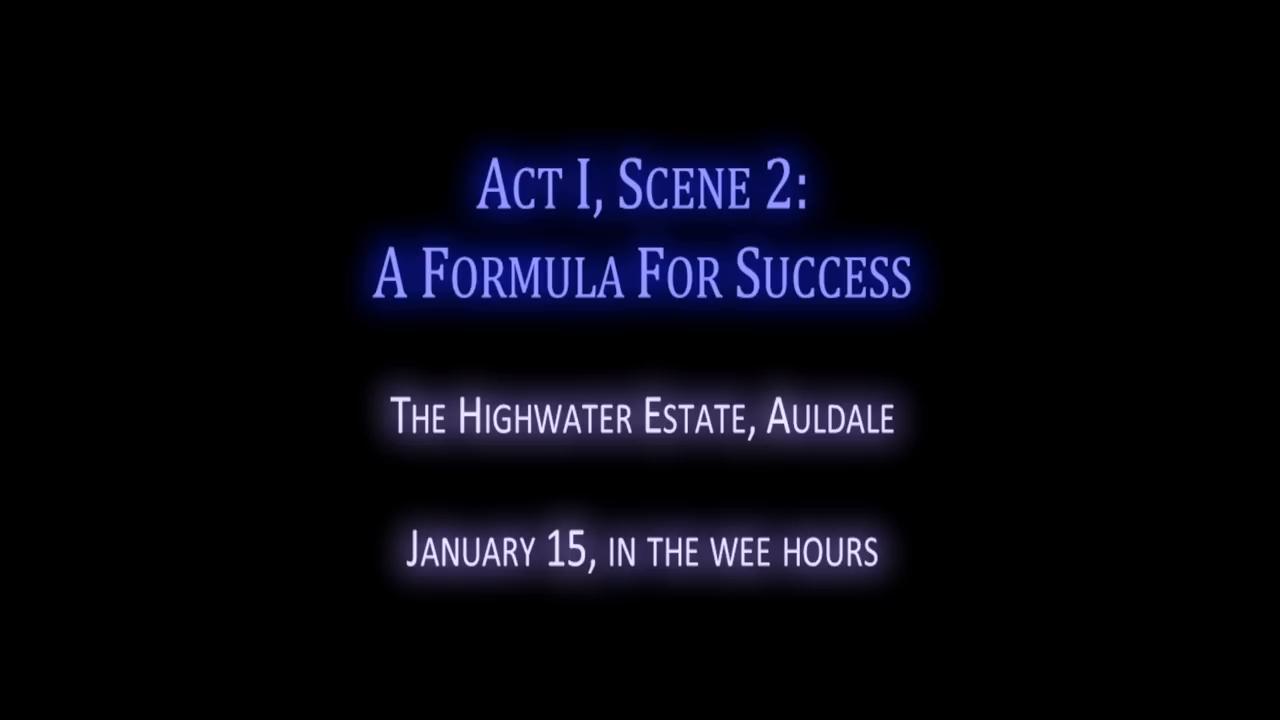 Act I, Scene 2:
A Formula For Success
The Highwater Estate, Auldale
January 15, in the wee hours